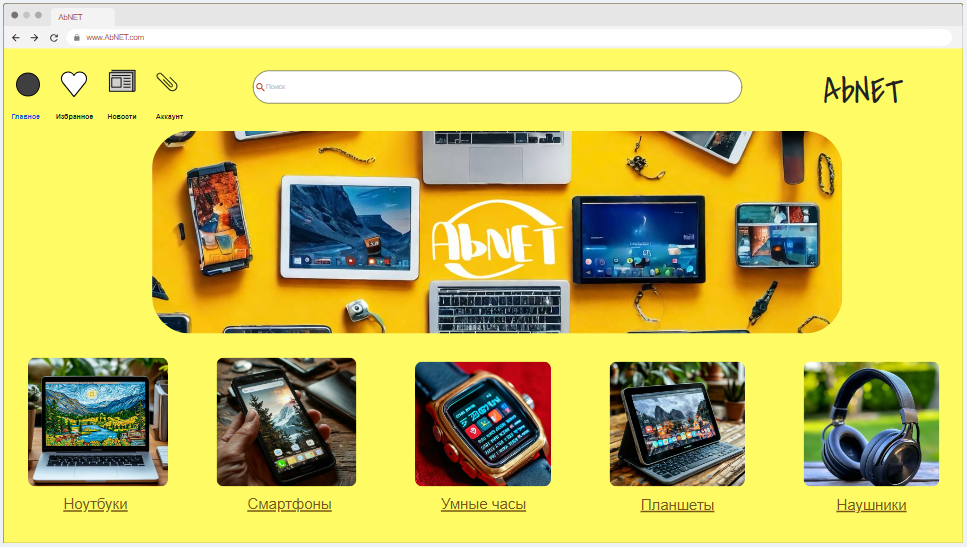 AbNET
www.AbNET.com
Поиск
AbNET
Главное
Избранное
Новости
Аккаунт
AbNET
Ноутбуки
Смартфоны
Умные часы
Планшеты
Наушники